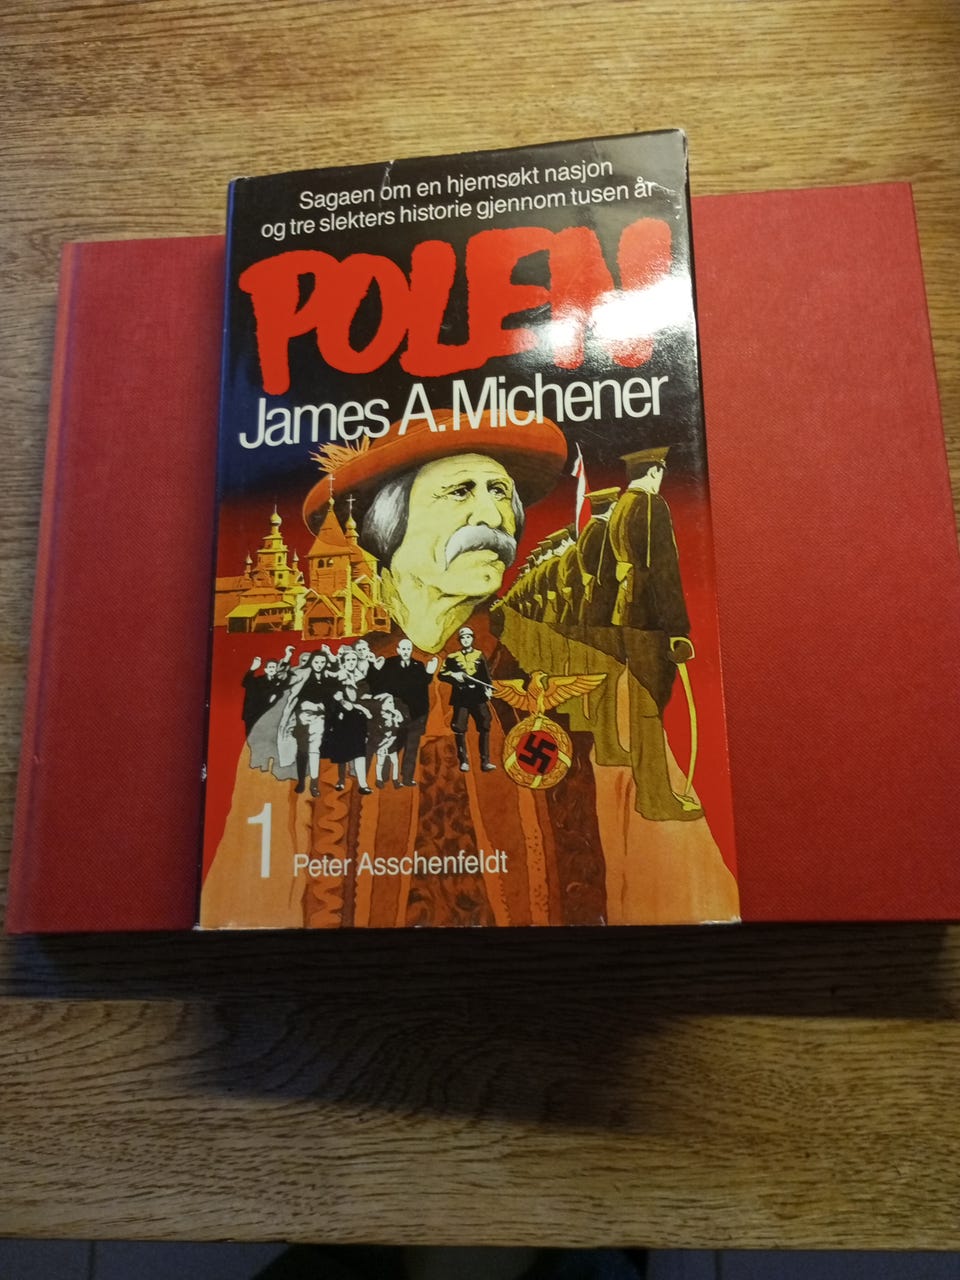 Sagaen om en hjemsøkt nasjon
og tre slekters historie gjennom tusen år
POLEN
James A. Michener
1 Peter Asschenfeldt